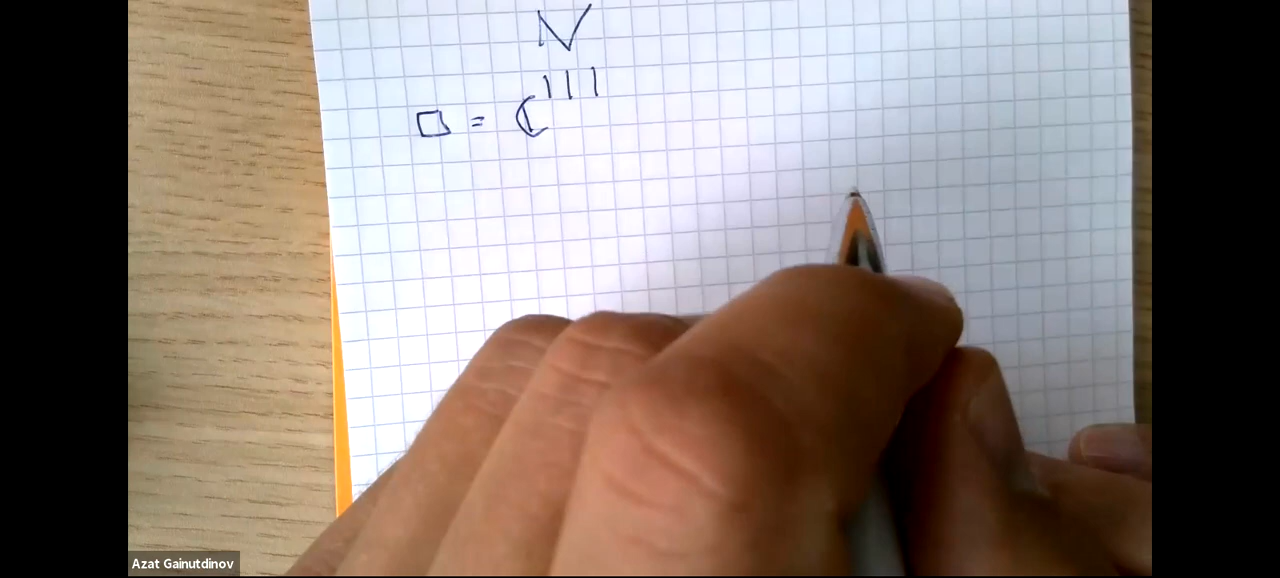 N
□ = ℂ^{|||}
Azat Gainutdinov